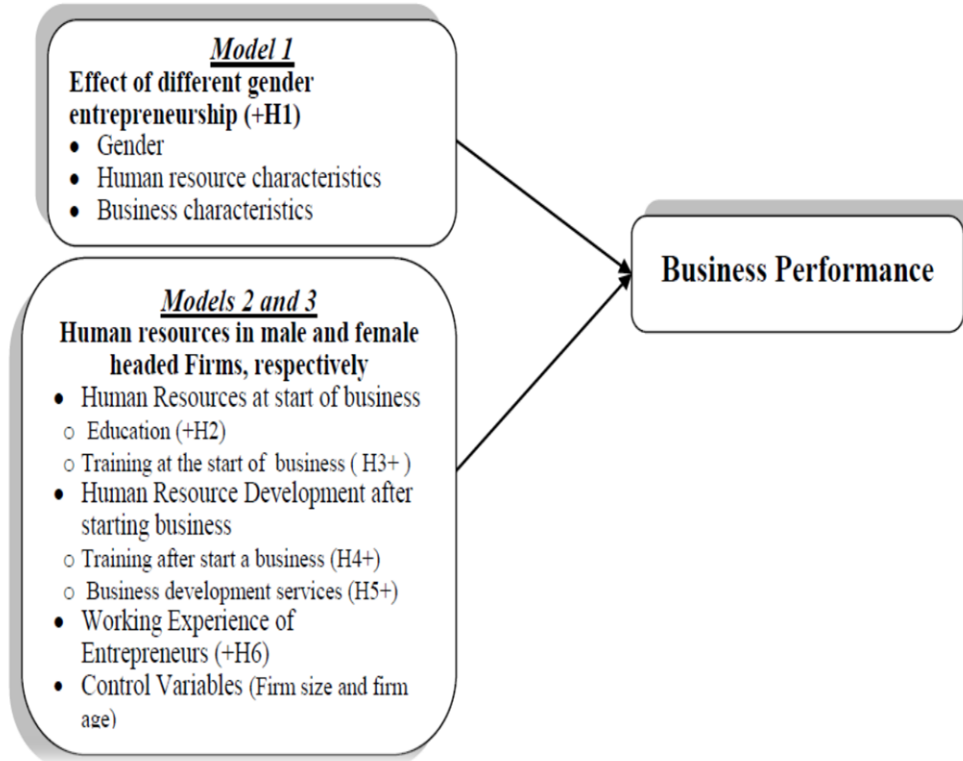 Model 1
Effect of different gender
entrepreneurship (+H1)
• Gender
• Human resource characteristics
• Business characteristics
Business Performance
Models 2 and 3
Human resources in male and female
headed Firms, respectively
• Human Resources at start of business
o Education (+H2)
o Training at the start of business ( H3+ )
• Human Resource Development after
starting business
o Training after start a business (H4+)
o Business development services (H5+)
• Working Experience of
Entrepreneurs (+H6)
• Control Variables (Firm size and firm
age)